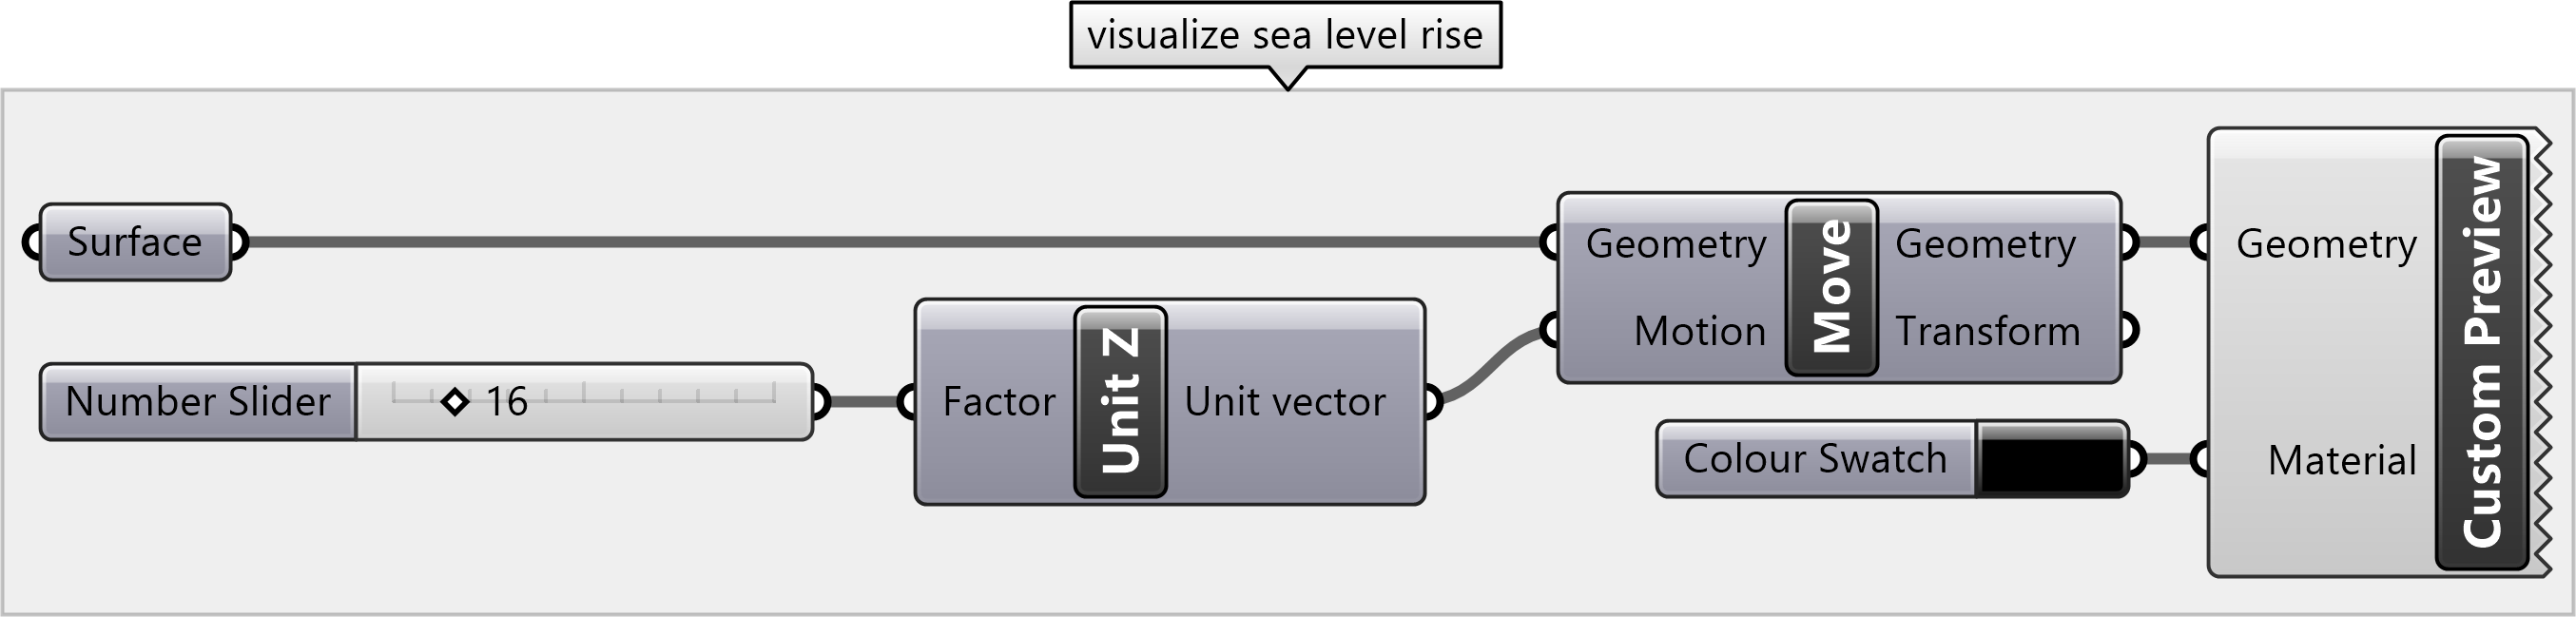 visualize sea level rise
Surface
Number Slider 16
Factor Unit Z Unit vector
Geometry Move Geometry
Motion Transform
Colour Swatch
Geometry Custom Preview
Material